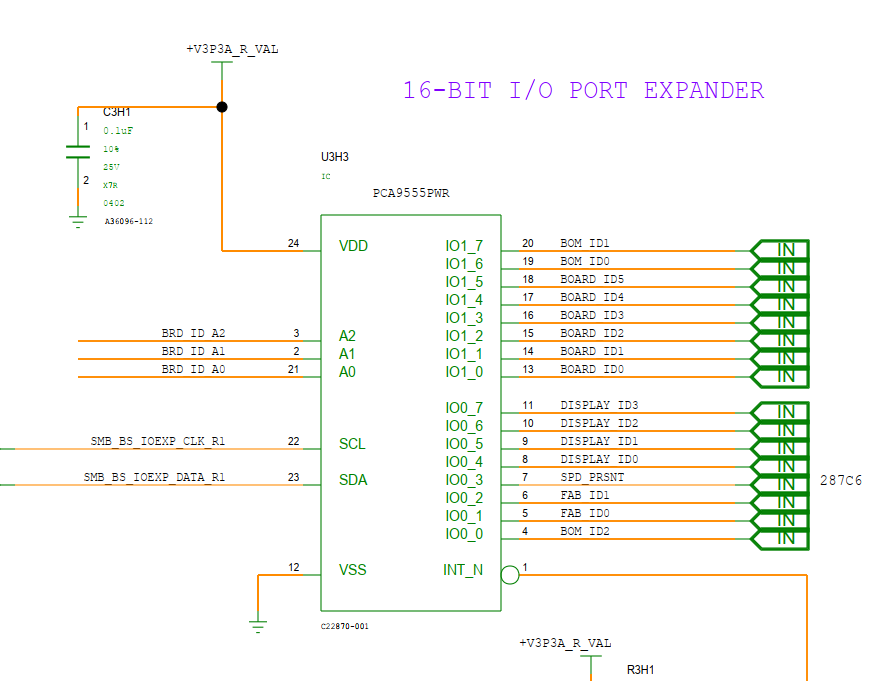 +V3P3A_R_VAL
16-BIT I/O PORT EXPANDER
C3H1
1
0.1uF
10%
25V
2
X7R
0402
A36096-112
U3H3
IC
PCA9555PWR
24 VDD IO1_7 20 BOM_ID1 IN
IO1_6 19 BOM_ID0 IN
IO1_5 18 BOARD_ID5 IN
IO1_4 17 BOARD_ID4 IN
IO1_3 16 BOARD_ID3 IN
BRD_ID_A2 3 A2 IO1_2 15 BOARD_ID2 IN
BRD_ID_A1 2 A1 IO1_1 14 BOARD_ID1 IN
BRD_ID_A0 21 A0 IO1_0 13 BOARD_ID0 IN
IO0_7 11 DISPLAY_ID3 IN
IO0_6 10 DISPLAY_ID2 IN
SMB_BS_IOEXP_CLK_R1 22 SCL IO0_5 9 DISPLAY_ID1 IN
IO0_4 8 DISPLAY_ID0 IN
SMB_BS_IOEXP_DATA_R1 23 SDA IO0_3 7 SPD_PRSNT IN 287C6
IO0_2 6 FAB_ID1 IN
IO0_1 5 FAB_ID0 IN
IO0_0 4 BOM_ID2 IN
12 VSS INT_N 1
C22870-001
+V3P3A_R_VAL
R3H1